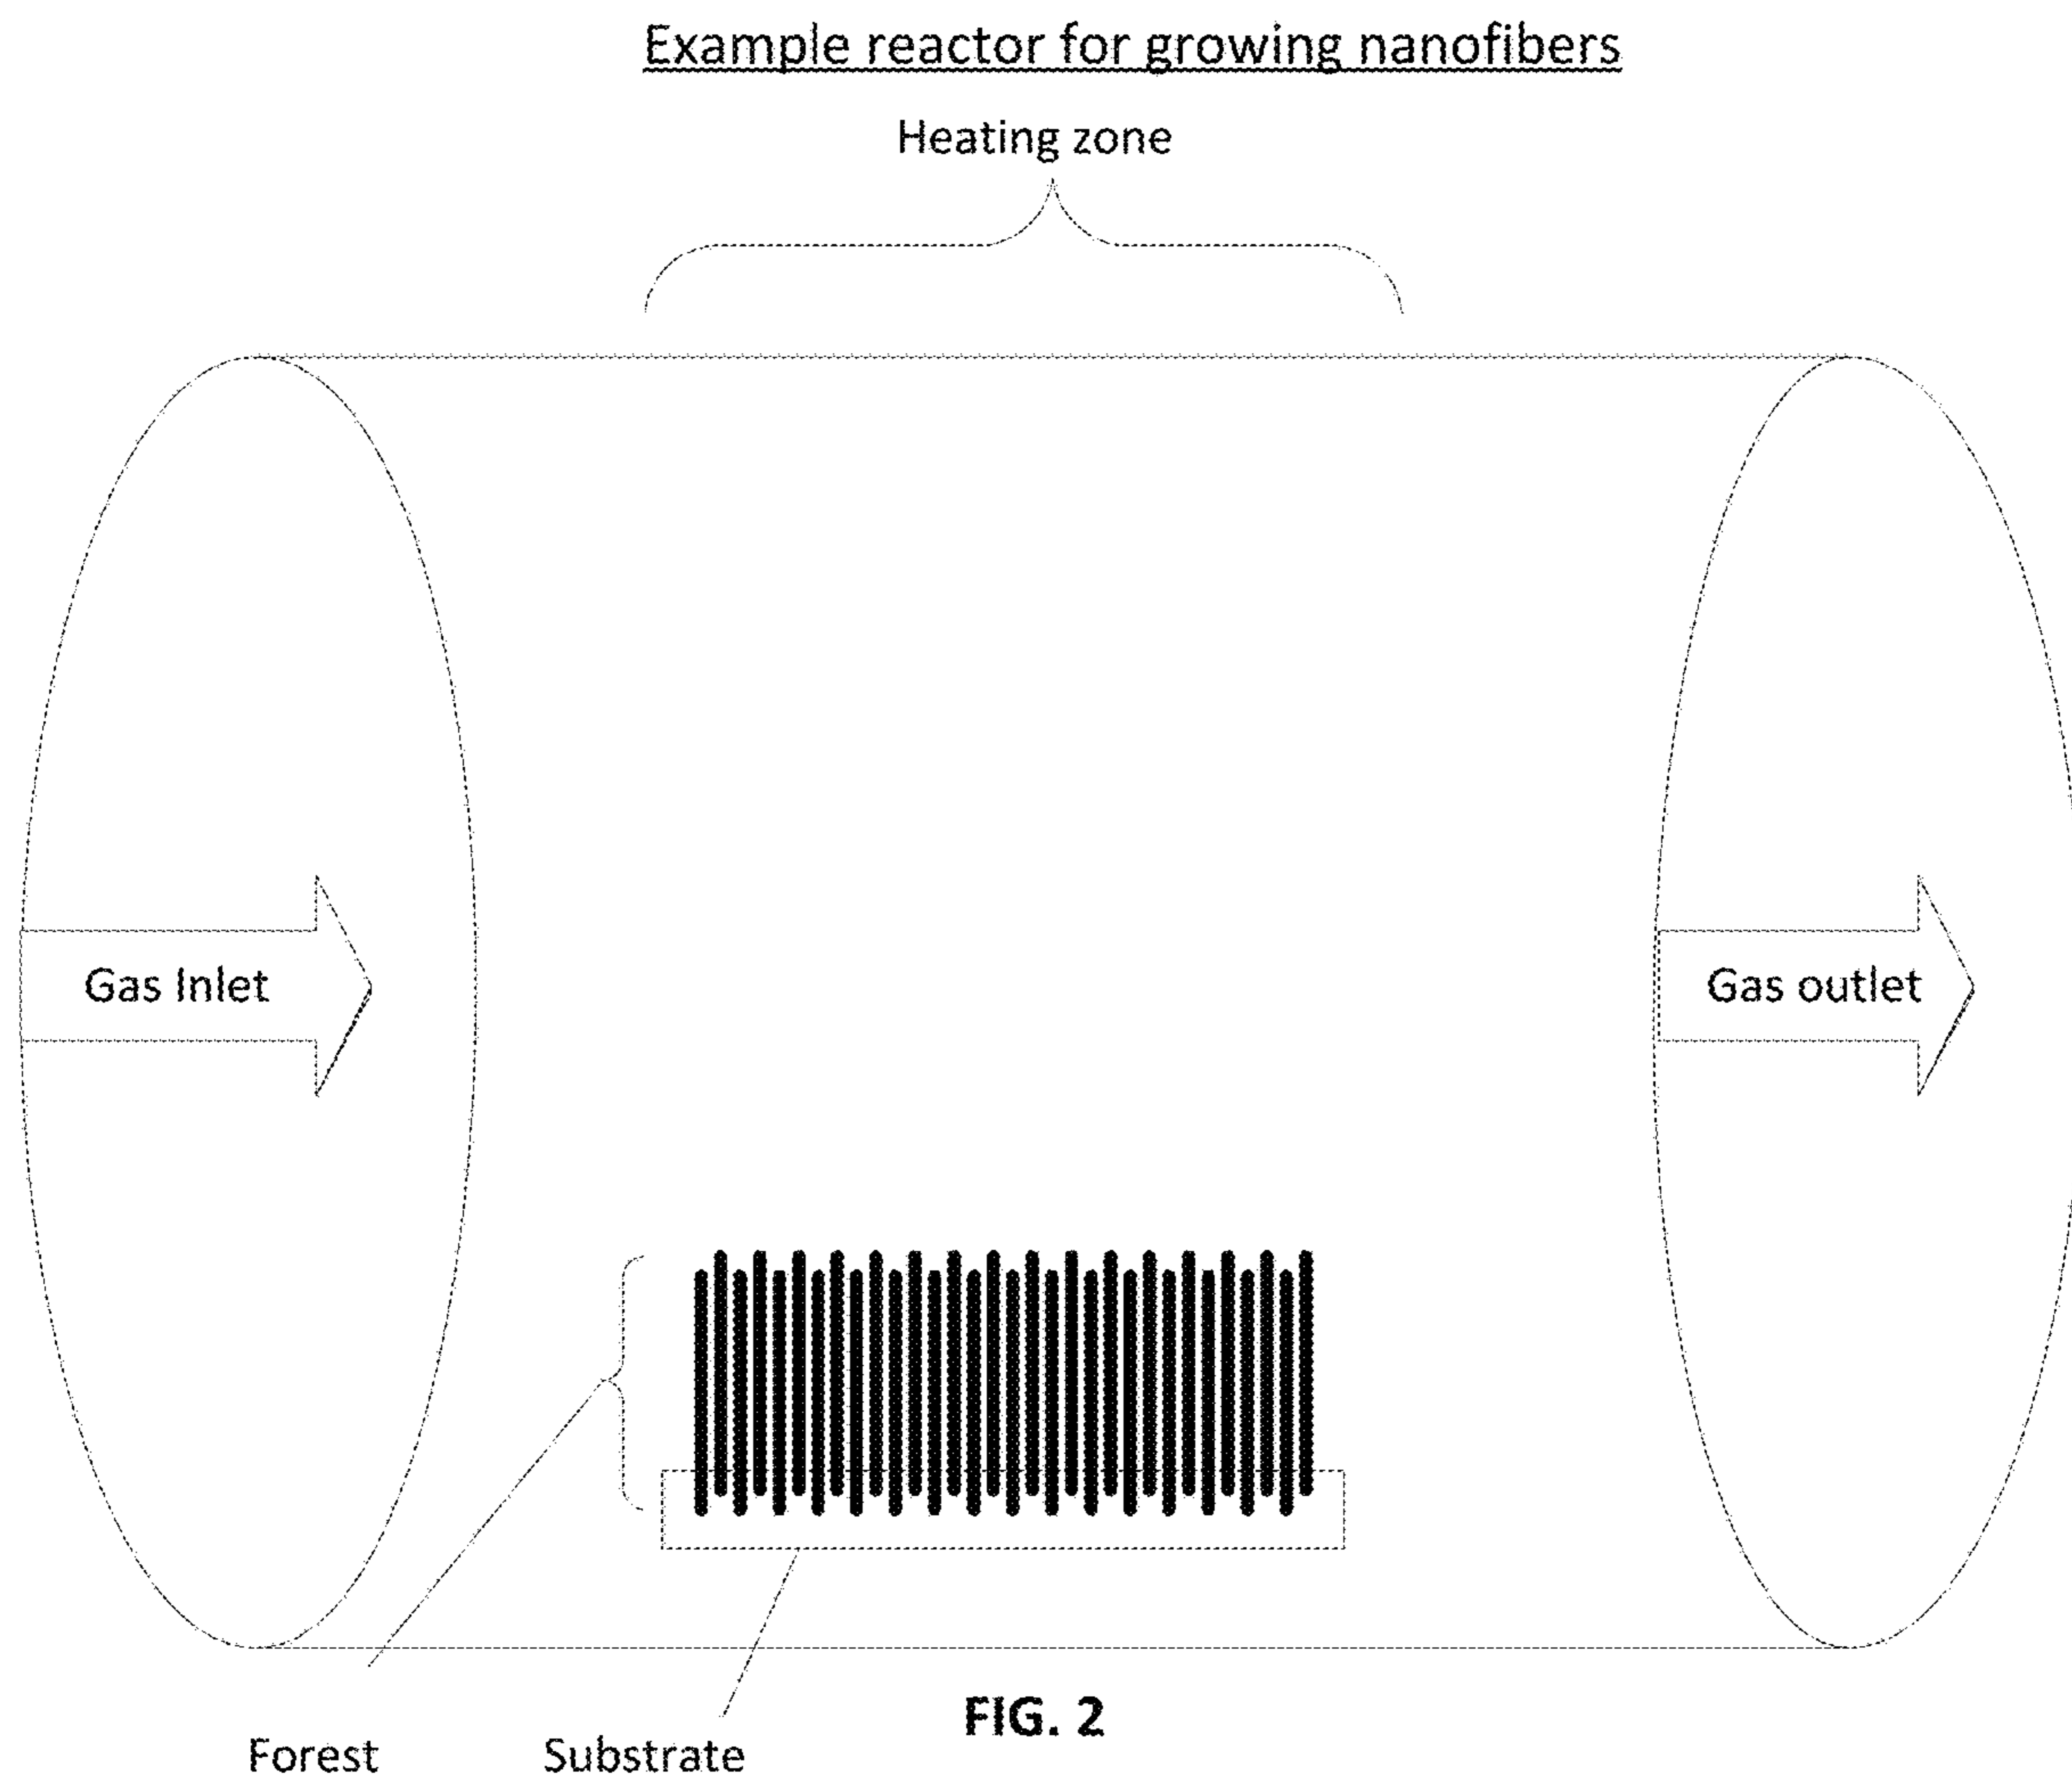 Example reactor for growing nanofibers
Heating zone
Gas Inlet
Gas outlet
FIG. 2
Forest
Substrate